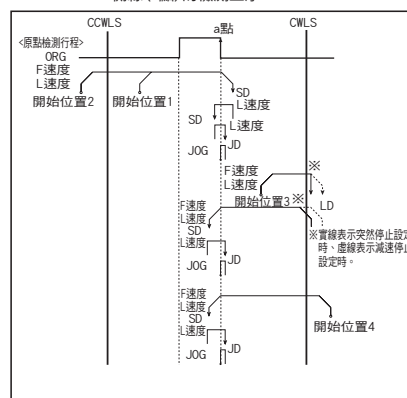 CCWLS CWLS
a點
<原點檢測行程>
ORG
F速度
L速度
SD
開始位置2 開始位置1
L速度
SD
L速度
JOG JD
F速度 ※
L速度
開始位置3 ※ LD
F速度
L速度
※實線表示突然停止設定
時、虛線表示減速停止
設定時。
SD
L速度
JD
JOG
F速度
L速度
SD
開始位置4
L速度
JD
JOG